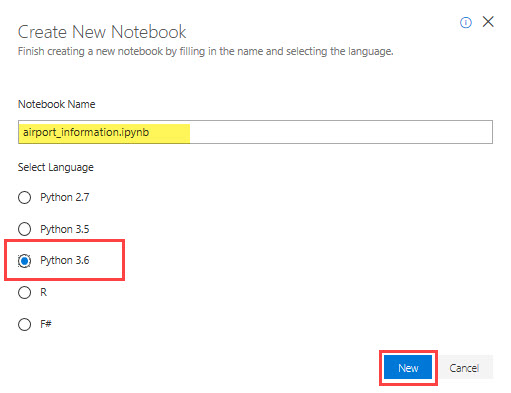 Create New Notebook
Finish creating a new notebook by filling in the name and selecting the language.
Notebook Name
airport_information.ipynb
Select Language
Python 2.7
Python 3.5
Python 3.6
R
F#
New Cancel